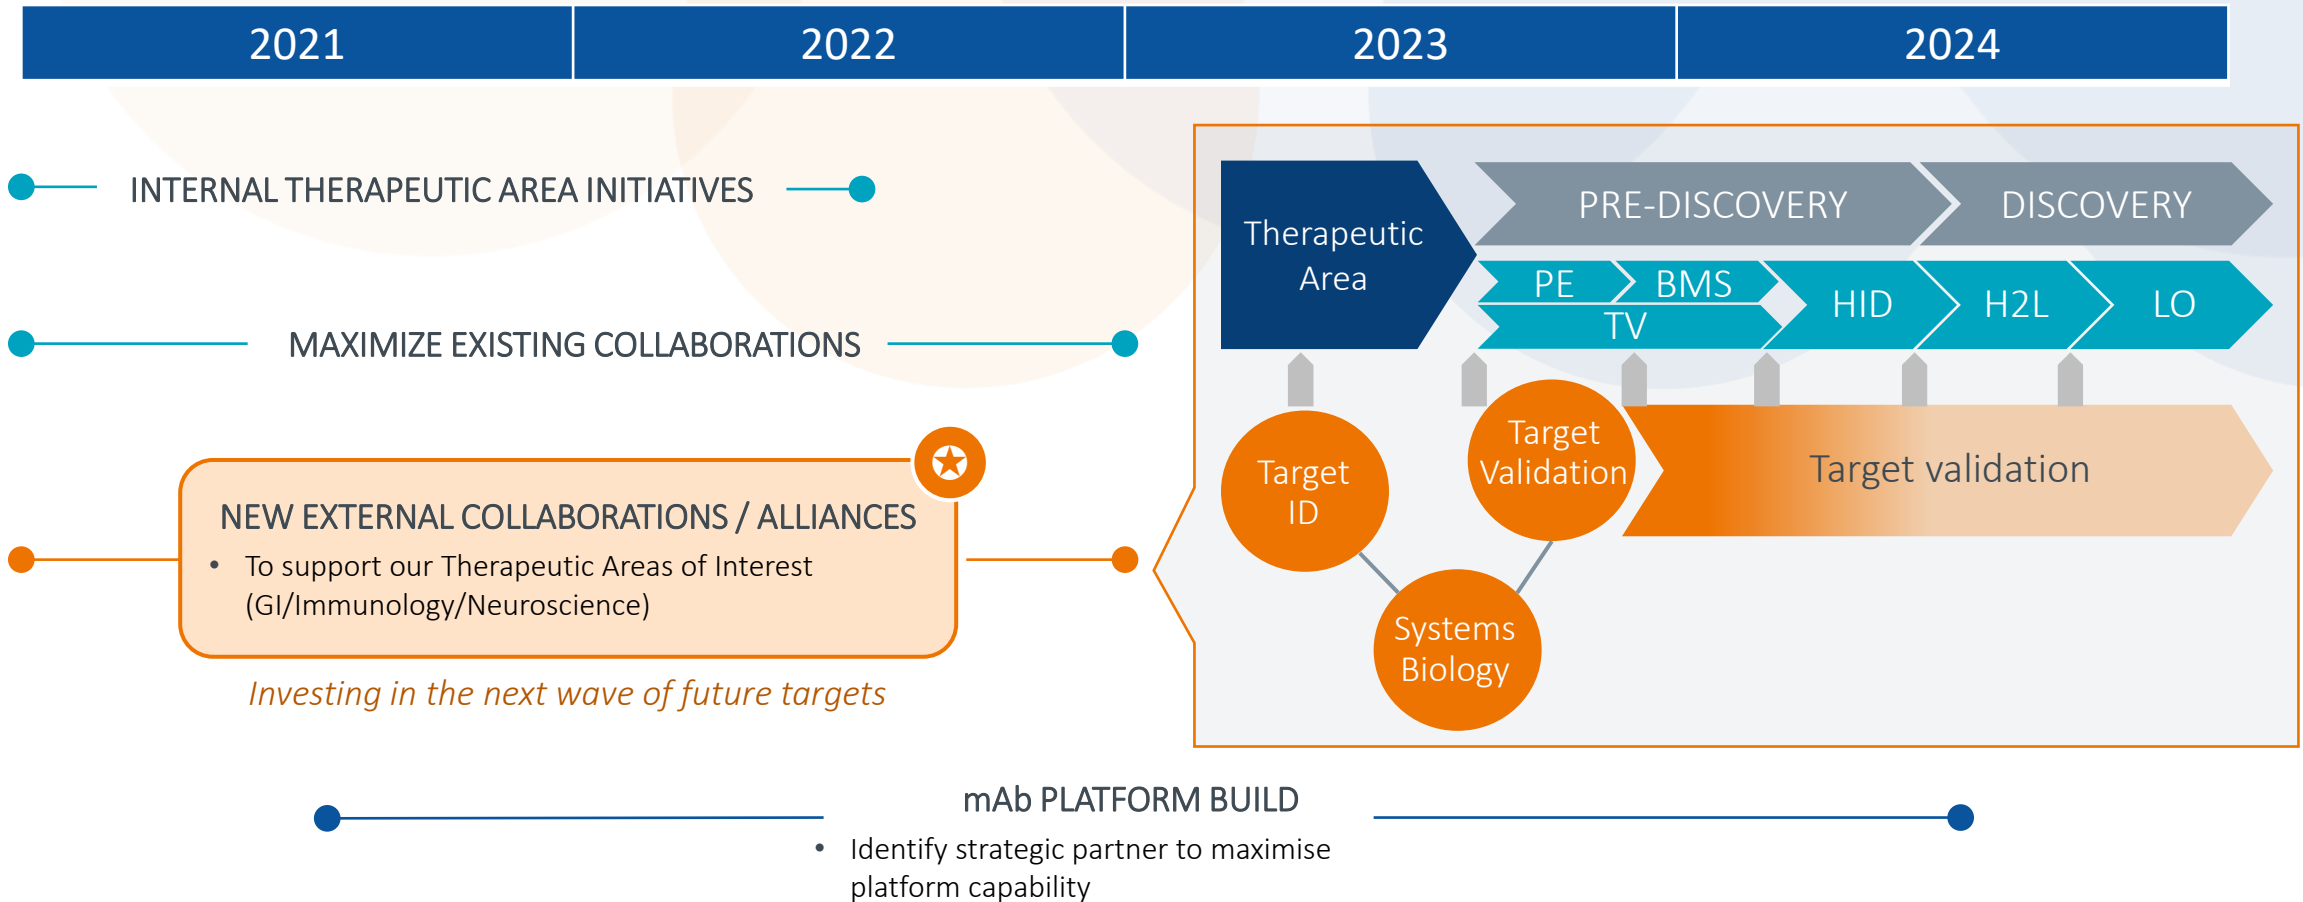 2021
2022
2023
2024
INTERNAL THERAPEUTIC AREA INITIATIVES
MAXIMIZE EXISTING COLLABORATIONS
NEW EXTERNAL COLLABORATIONS / ALLIANCES
• To support our Therapeutic Areas of Interest
(GI/Immunology/Neuroscience)
Investing in the next wave of future targets
Therapeutic
Area
PRE-DISCOVERY
DISCOVERY
PE
BMS
TV
HID
H2L
LO
Target
ID
Target
Validation
Target validation
Systems
Biology
mAb PLATFORM BUILD
• Identify strategic partner to maximise
platform capability